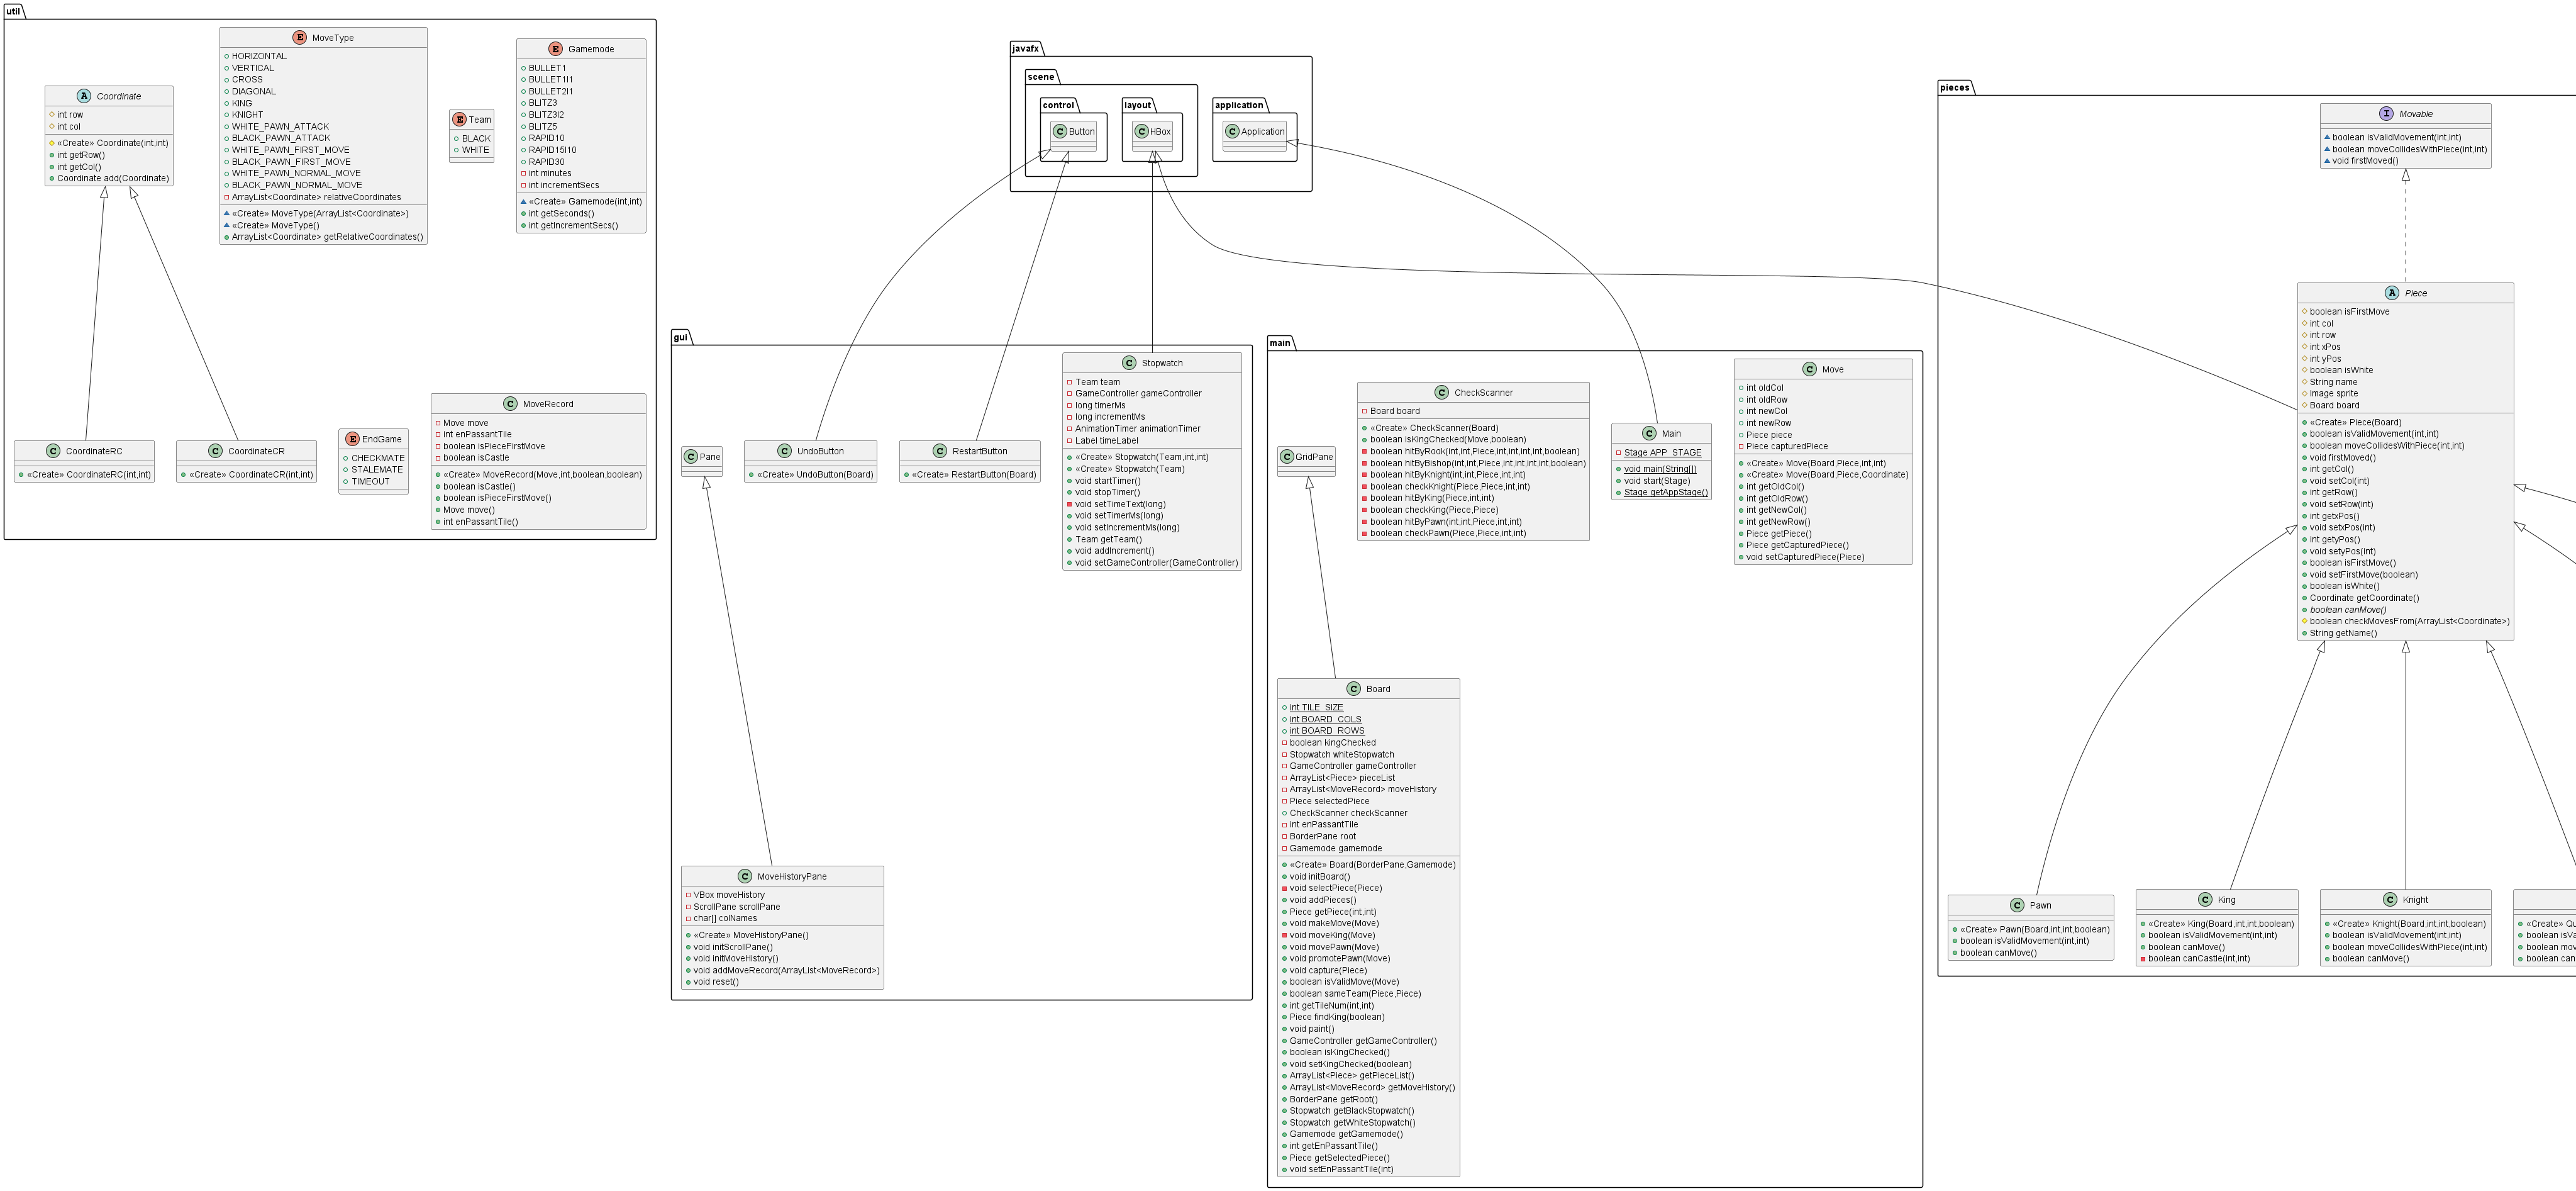 util
E MoveType
HORIZONTAL
VERTICAL
CROSS
DIAGONAL
KING
KNIGHT
WHITE_PAWN_ATTACK
BLACK_PAWN_ATTACK
WHITE_PAWN_FIRST_MOVE
BLACK_PAWN_FIRST_MOVE
WHITE_PAWN_NORMAL_MOVE
BLACK_PAWN_NORMAL_MOVE
ArrayList<Coordinate> relativeCoordinates
«Create» MoveType(ArrayList<Coordinate>)
«Create» MoveType()
ArrayList<Coordinate> getRelativeCoordinates()
E Gamemode
BULLET1
BULLET1I1
BULLET2I1
BLITZ3
BLITZ3I2
BLITZ5
RAPID10
RAPID15I10
RAPID30
int minutes
int incrementSecs
«Create» Gamemode(int,int)
int getSeconds()
int getIncrementSecs()
A Coordinate
int row
int col
«Create» Coordinate(int,int)
int getRow()
int getCol()
Coordinate add(Coordinate)
E Team
BLACK
WHITE
C CoordinateRC
«Create» CoordinateRC(int,int)
C CoordinateCR
«Create» CoordinateCR(int,int)
E EndGame
CHECKMATE
STALEMATE
TIMEOUT
C MoveRecord
Move move
int enPassantTile
boolean isPieceFirstMove
boolean isCastle
«Create» MoveRecord(Move,int,boolean,boolean)
boolean isCastle()
boolean isPieceFirstMove()
Move move()
int enPassantTile()
javafx
scene
control
C Button
layout
C HBox
application
C Application
gui
C Pane
C UndoButton
«Create» UndoButton(Board)
C RestartButton
«Create» RestartButton(Board)
C Stopwatch
Team team
GameController gameController
long timerMs
long incrementMs
AnimationTimer animationTimer
Label timeLabel
«Create» Stopwatch(Team,int,int)
«Create» Stopwatch(Team)
void startTimer()
void stopTimer()
void setTimeText(long)
void setTimerMs(long)
void setIncrementMs(long)
Team getTeam()
void addIncrement()
void setGameController(GameController)
C MoveHistoryPane
VBox moveHistory
ScrollPane scrollPane
char[] colNames
«Create» MoveHistoryPane()
void initScrollPane()
void initMoveHistory()
void addMoveRecord(ArrayList<MoveRecord>)
void reset()
main
C GridPane
C CheckScanner
Board board
«Create» CheckScanner(Board)
boolean isKingChecked(Move,boolean)
boolean hitByRook(int,int,Piece,int,int,int,int,boolean)
boolean hitByBishop(int,int,Piece,int,int,int,int,boolean)
boolean hitByKnight(int,int,Piece,int,int)
boolean checkKnight(Piece,Piece,int,int)
boolean hitByKing(Piece,int,int)
boolean checkKing(Piece,Piece)
boolean hitByPawn(int,int,Piece,int,int)
boolean checkPawn(Piece,Piece,int,int)
C Main
Stage APP_STAGE
void main(String[])
void start(Stage)
Stage getAppStage()
C Move
int oldCol
int oldRow
int newCol
int newRow
Piece piece
Piece capturedPiece
«Create» Move(Board,Piece,int,int)
«Create» Move(Board,Piece,Coordinate)
int getOldCol()
int getOldRow()
int getNewCol()
int getNewRow()
Piece getPiece()
Piece getCapturedPiece()
void setCapturedPiece(Piece)
C Board
int TILE_SIZE
int BOARD_COLS
int BOARD_ROWS
boolean kingChecked
Stopwatch whiteStopwatch
GameController gameController
ArrayList<Piece> pieceList
ArrayList<MoveRecord> moveHistory
Piece selectedPiece
CheckScanner checkScanner
int enPassantTile
BorderPane root
Gamemode gamemode
«Create» Board(BorderPane,Gamemode)
void initBoard()
void selectPiece(Piece)
void addPieces()
Piece getPiece(int,int)
void makeMove(Move)
void moveKing(Move)
void movePawn(Move)
void promotePawn(Move)
void capture(Piece)
boolean isValidMove(Move)
boolean sameTeam(Piece,Piece)
int getTileNum(int,int)
Piece findKing(boolean)
void paint()
GameController getGameController()
boolean isKingChecked()
void setKingChecked(boolean)
ArrayList<Piece> getPieceList()
ArrayList<MoveRecord> getMoveHistory()
BorderPane getRoot()
Stopwatch getBlackStopwatch()
Stopwatch getWhiteStopwatch()
Gamemode getGamemode()
int getEnPassantTile()
Piece getSelectedPiece()
void setEnPassantTile(int)
pieces
I Movable
boolean isValidMovement(int,int)
boolean moveCollidesWithPiece(int,int)
void firstMoved()
A Piece
boolean isFirstMove
int col
int row
int xPos
int yPos
boolean isWhite
String name
Image sprite
Board board
«Create» Piece(Board)
boolean isValidMovement(int,int)
boolean moveCollidesWithPiece(int,int)
void firstMoved()
int getCol()
void setCol(int)
int getRow()
void setRow(int)
int getxPos()
void setxPos(int)
int getyPos()
void setyPos(int)
boolean isFirstMove()
void setFirstMove(boolean)
boolean isWhite()
Coordinate getCoordinate()
boolean canMove()
boolean checkMovesFrom(ArrayList<Coordinate>)
String getName()
C Pawn
«Create» Pawn(Board,int,int,boolean)
boolean isValidMovement(int,int)
boolean canMove()
C King
«Create» King(Board,int,int,boolean)
boolean isValidMovement(int,int)
boolean canMove()
boolean canCastle(int,int)
C Knight
«Create» Knight(Board,int,int,boolean)
boolean isValidMovement(int,int)
boolean moveCollidesWithPiece(int,int)
boolean canMove()
«Create» Qu
boolean isVa
boolean mov
boolean can